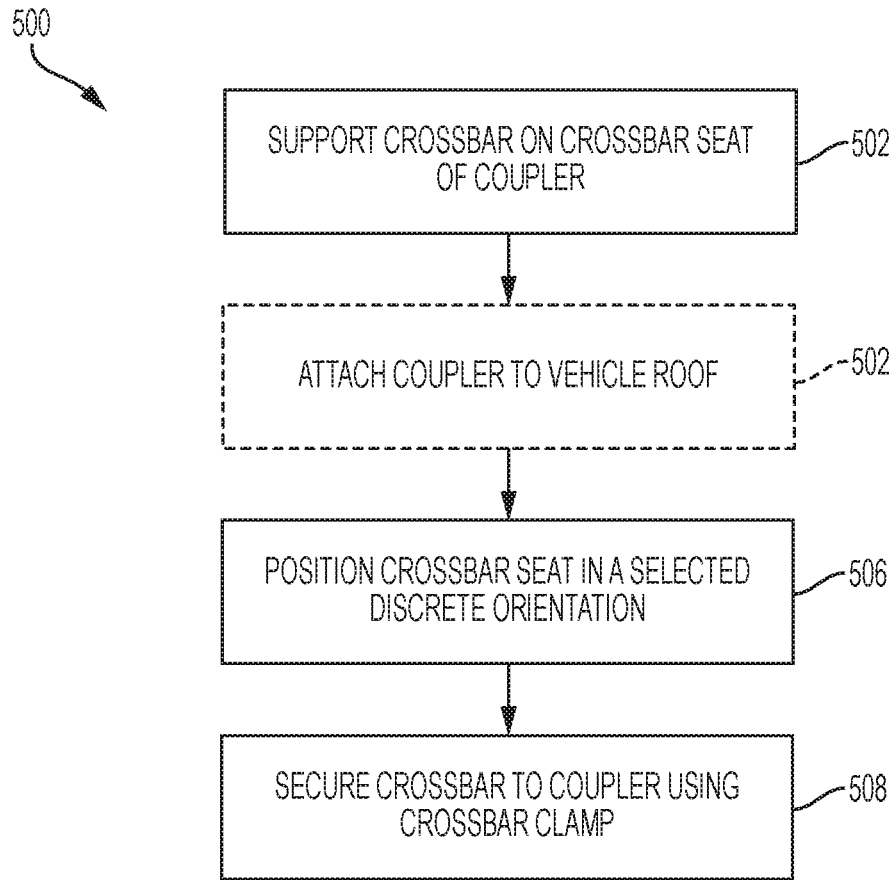 500
SUPPORT CROSSBAR ON CROSSBAR SEAT
OF COUPLER
502
ATTACH COUPLER TO VEHICLE ROOF
502
POSITION CROSSBAR SEAT IN A SELECTED
DISCRETE ORIENTATION
506
SECURE CROSSBAR TO COUPLER USING
CROSSBAR CLAMP
508